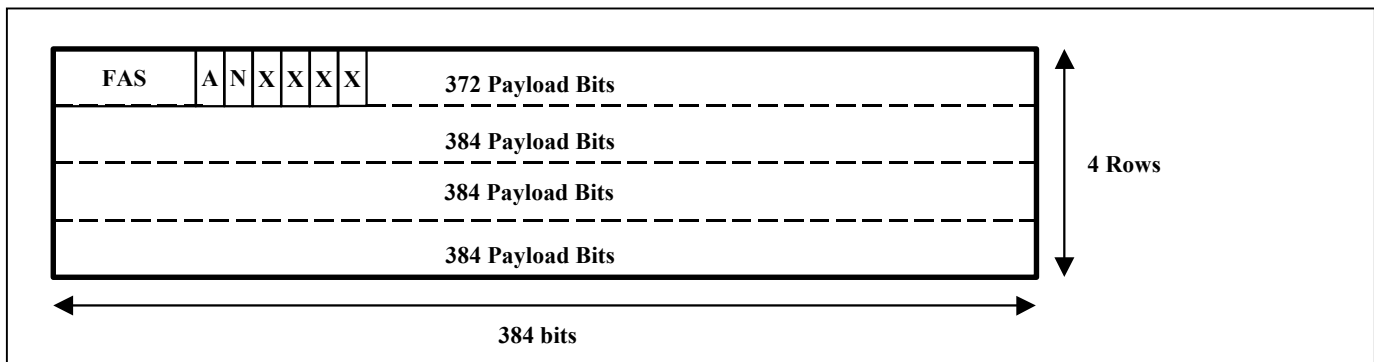 FAS A N X X X X 372 Payload Bits
384 Payload Bits
384 Payload Bits
384 Payload Bits
4 Rows
384 bits